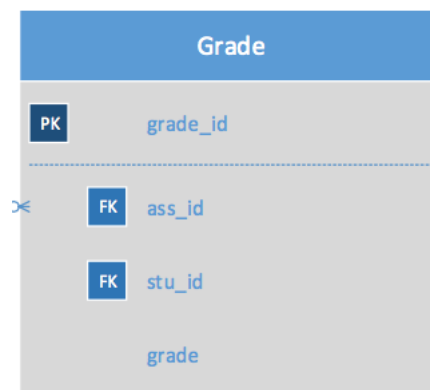 Grade
PK grade_id
FK ass_id
FK stu_id
grade